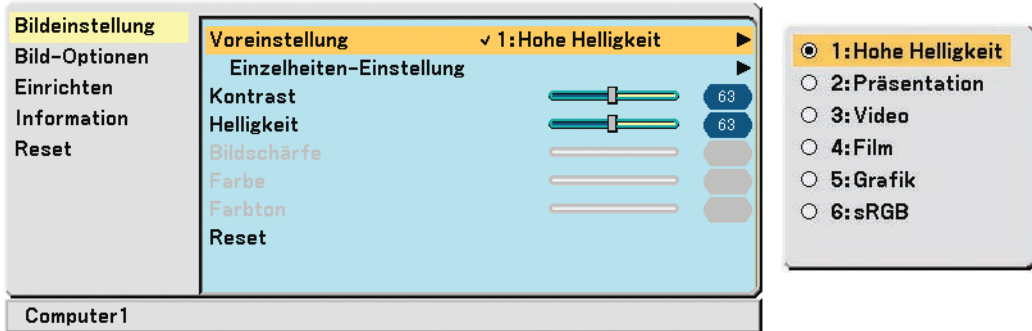 Bildeinstellung
Bild-Optionen
Einrichten
Information
Reset
Voreinstellung ✓ 1:Hohe Helligkeit
Einzelheiten-Einstellung
Kontrast 63
Helligkeit 63
Bildschärfe
Farbe
Farbton
Reset
Computer1
1:Hohe Helligkeit
2:Präsentation
3:Video
4:Film
5:Grafik
6:sRGB